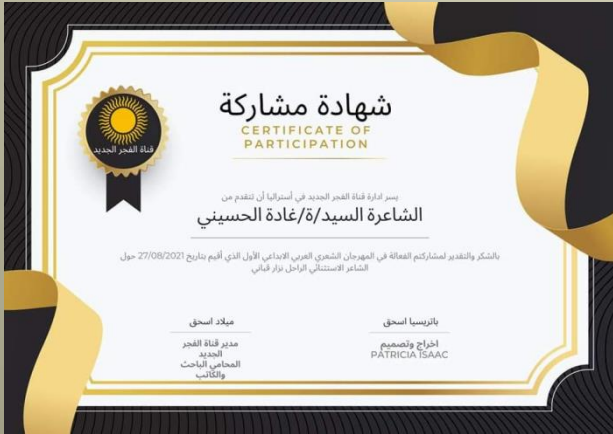 شهادة مشاركة
CERTIFICATE OF
PARTICIPATION
قناة الفجر الجديد
يسر ادارة قناة الفجر الجديد في أستراليا أن تتقدم من
الشاعرة السيد/ة/غادة الحسيني
بالشكر والتقدير لمشاركتكم الفعالة في المهرجان الشعري العربي الابداعي الأول الذي أقيم بتاريخ 27/08/2021 حول
الشاعر الاستثنائي الراحل نزار قباني
باتريسيا اسحق
اخراج وتصميم
PATRICIA ISAAC
ميلاد اسحق
مدير قناة الفجر
الجديد
المحامي الباحث
والكاتب